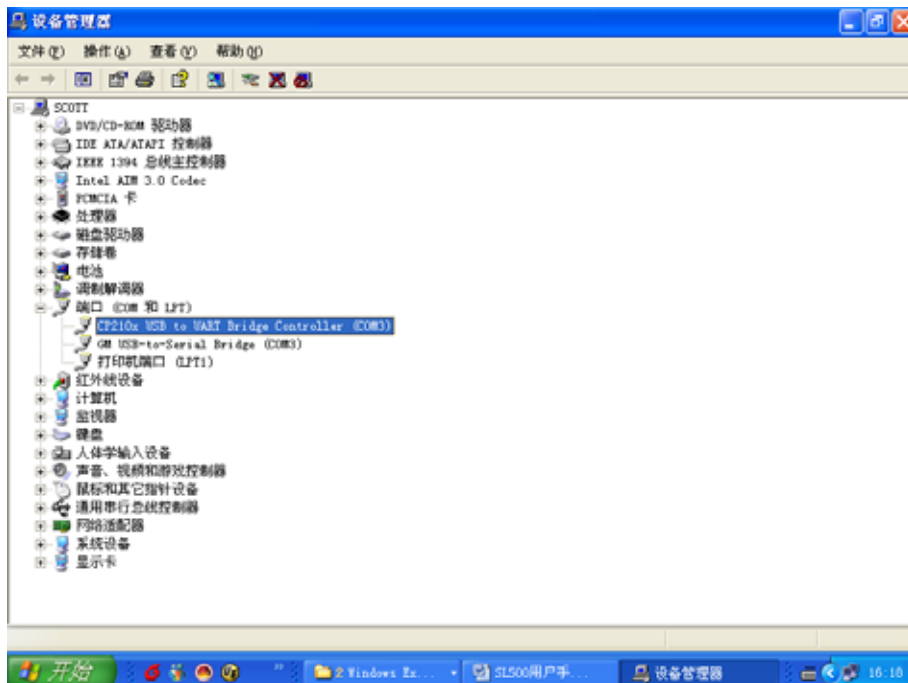 设备管理器
文件(F) 操作(A) 查看(V) 帮助(H)
SCOTT
DVD/CD-ROM 驱动器
IDE ATA/ATAPI 控制器
IEEE 1394 总线主控制器
Intel AIM 3.0 Codec
PCMCIA 卡
处理器
磁盘驱动器
存储卷
电池
调制解调器
端口 (COM 和 LPT)
CP210x USB to UART Bridge Controller (COM3)
GM USB-to-Serial Bridge (COM3)
打印机端口 (LPT1)
红外线设备
计算机
监视器
键盘
人体学输入设备
声音、视频和游戏控制器
鼠标和其它指针设备
通用串行总线控制器
网络适配器
系统设备
显示卡
开始 2 Windows Ex... SL500用户手... 设备管理器 16:18